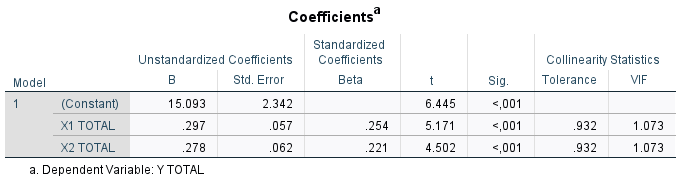 Coefficientsa
Unstandardized Coefficients Standardized Coefficients Collinearity Statistics
Model B Std. Error Beta t Sig. Tolerance VIF
1 (Constant) 15.093 2.342 6.445 <,001
X1 TOTAL .297 .057 .254 5.171 <,001 .932 1.073
X2 TOTAL .278 .062 .221 4.502 <,001 .932 1.073
a. Dependent Variable: Y TOTAL